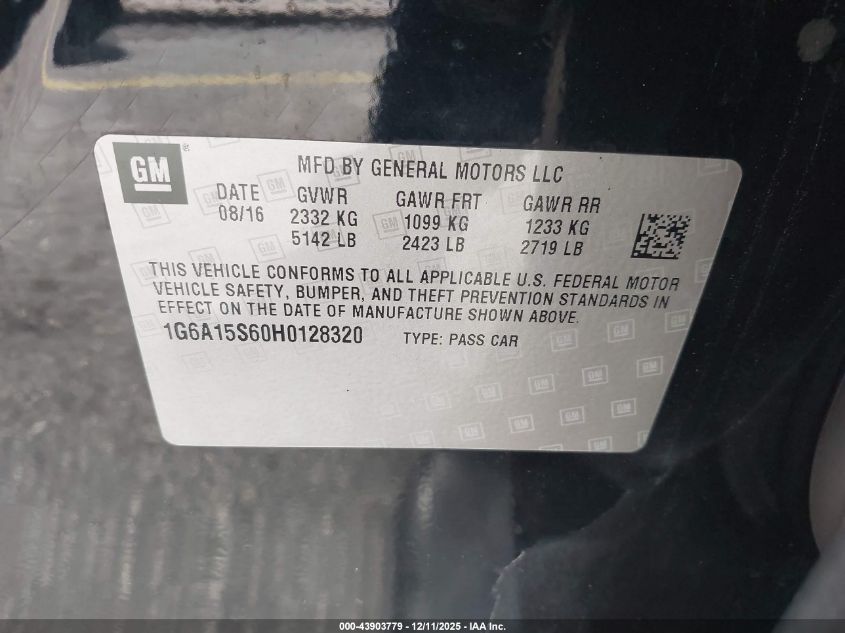 GM ®
MFD BY GENERAL MOTORS LLC
DATE GVWR GAWR FRT GAWR RR
08/16 2332 KG 1099 KG 1233 KG
5142 LB 2423 LB 2719 LB
THIS VEHICLE CONFORMS TO ALL APPLICABLE U.S. FEDERAL MOTOR
VEHICLE SAFETY, BUMPER, AND THEFT PREVENTION STANDARDS IN
EFFECT ON THE DATE OF MANUFACTURE SHOWN ABOVE.
1G6A15S60H0128320 TYPE: PASS CAR
000-43903779 - 12/11/2025 - IAA Inc.